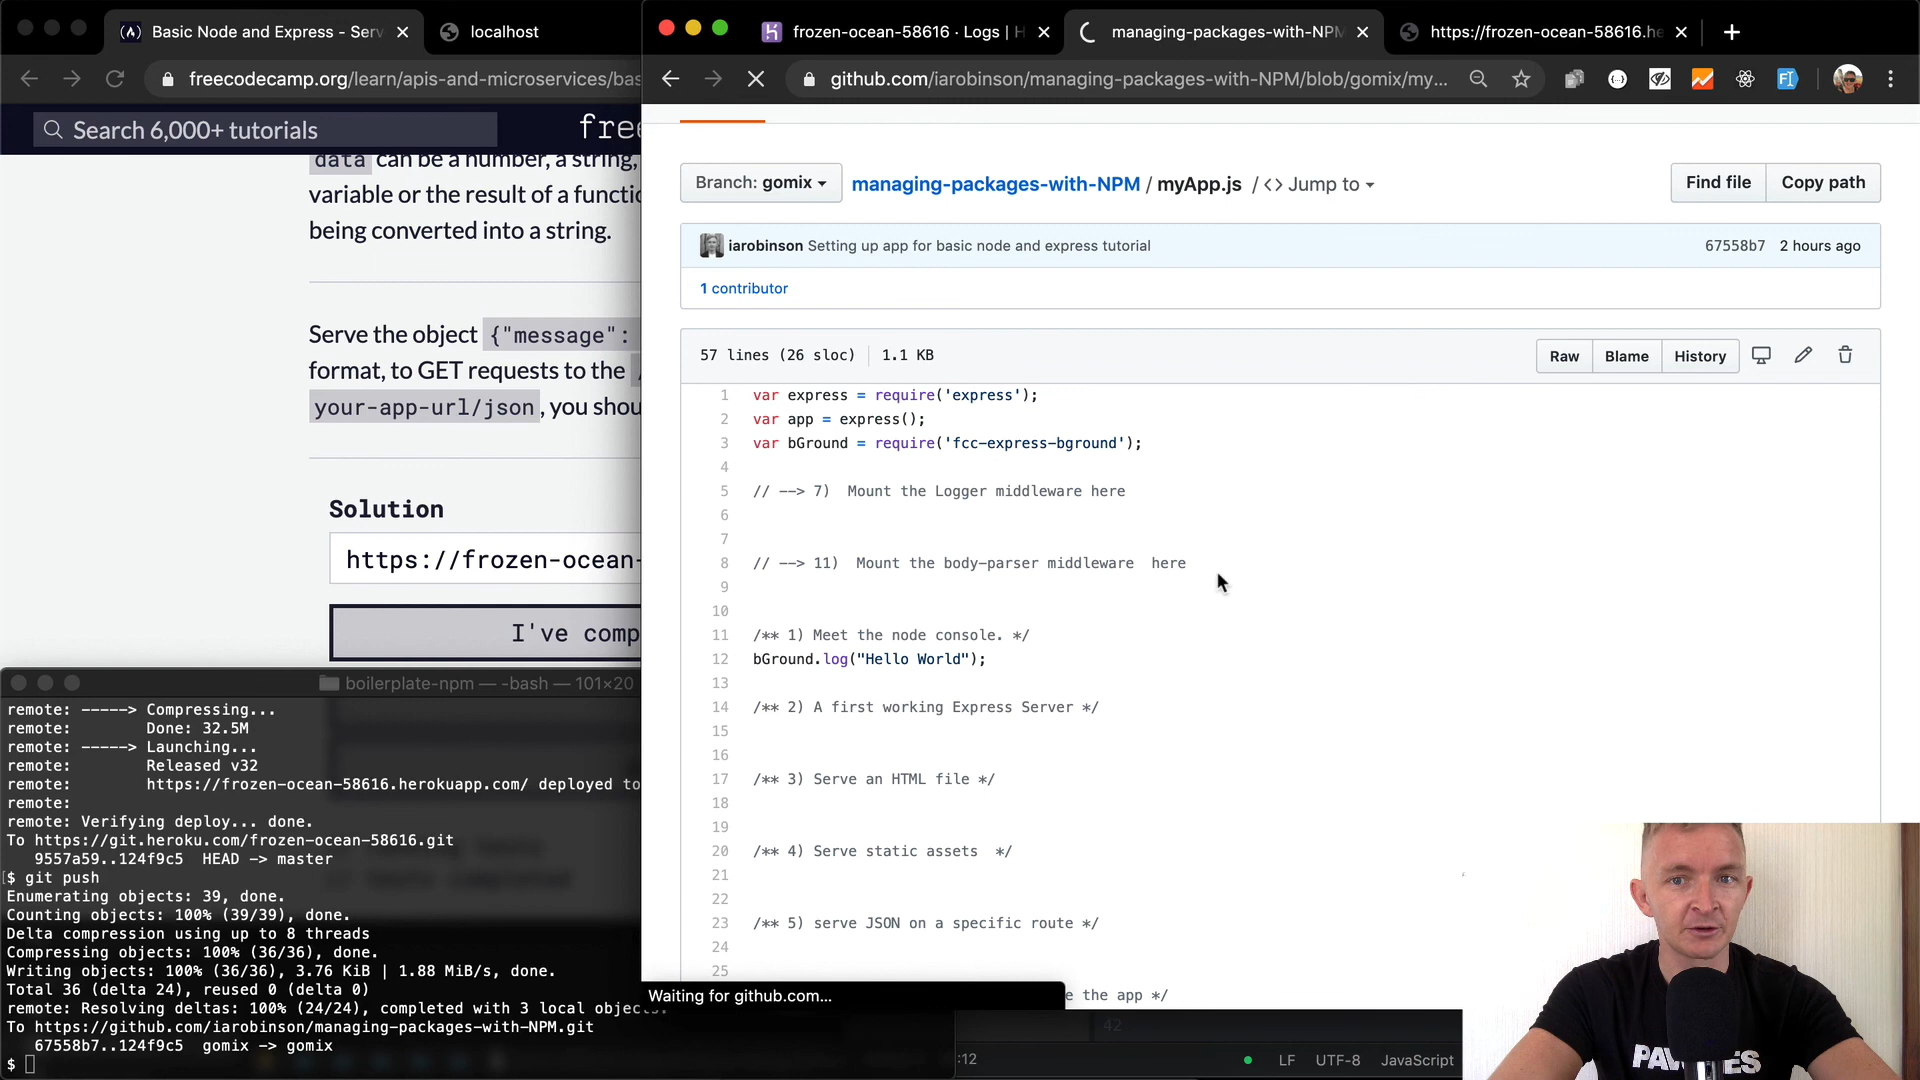 Basic Node and Express - Serv
localhost
freecodecamp.org/learn/apis-and-microservices/bas
Search 6,000+ tutorials
free
data can be a number, a string,
variable or the result of a functio
being converted into a string.
Serve the object {"message":
format, to GET requests to the
your-app-url/json, you shou
Solution
https://frozen-ocean-
I've comp
boilerplate-npm — -bash — 101×20
remote: -----> Compressing...
remote: Done: 32.5M
remote: -----> Launching...
remote: Released v32
remote: https://frozen-ocean-58616.herokuapp.com/ deployed to
remote:
remote: Verifying deploy... done.
To https://git.heroku.com/frozen-ocean-58616.git
9557a59..124f9c5 HEAD -> master
$ git push
Enumerating objects: 39, done.
Counting objects: 100% (39/39), done.
Delta compression using up to 8 threads
Compressing objects: 100% (36/36), done.
Writing objects: 100% (36/36), 3.76 KiB | 1.88 MiB/s, done.
Total 36 (delta 24), reused 0 (delta 0)
remote: Resolving deltas: 100% (24/24), completed with 3 local objects.
To https://github.com/iarobinson/managing-packages-with-NPM.git
67558b7..124f9c5 gomix -> gomix
$
frozen-ocean-58616 · Logs | H
managing-packages-with-NPM
https://frozen-ocean-58616.he
github.com/iarobinson/managing-packages-with-NPM/blob/gomix/my...
Branch: gomix
managing-packages-with-NPM / myApp.js / <> Jump to
Find file
Copy path
iarobinson Setting up app for basic node and express tutorial
67558b7 2 hours ago
1 contributor
57 lines (26 sloc) | 1.1 KB
Raw
Blame
History
1 var express = require('express');
2 var app = express();
3 var bGround = require('fcc-express-bground');
4
5 // --> 7)  Mount the Logger middleware here
6
7
8 // --> 11)  Mount the body-parser middleware  here
9
10
11 /** 1) Meet the node console. */
12 bGround.log("Hello World");
13
14 /** 2) A first working Express Server */
15
16
17 /** 3) Serve an HTML file */
18
19
20 /** 4) Serve static assets  */
21
22
23 /** 5) serve JSON on a specific route */
24
25
e the app */
Waiting for github.com...
42
:12
LF
UTF-8
JavaScript